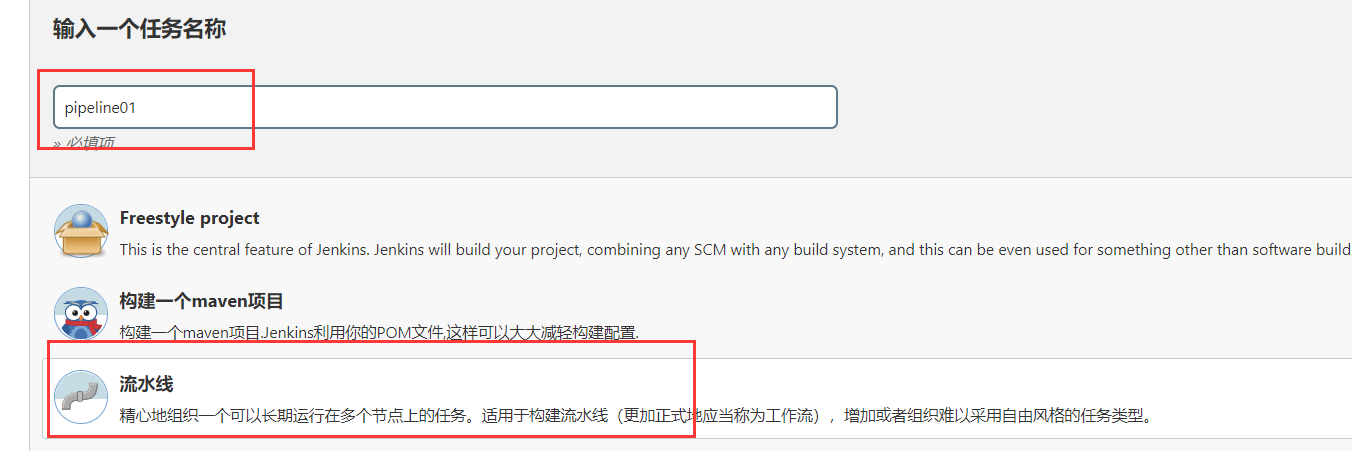 输入一个任务名称
pipeline01
» 必填项
Freestyle project
This is the central feature of Jenkins. Jenkins will build your project, combining any SCM with any build system, and this can be even used for something other than software build
构建一个maven项目
构建一个maven项目.Jenkins利用你的POM文件,这样可以大大减轻构建配置.
流水线
精心地组织一个可以长期运行在多个节点上的任务。适用于构建流水线（更加正式地应当称为工作流），增加或者组织难以采用自由风格的任务类型。